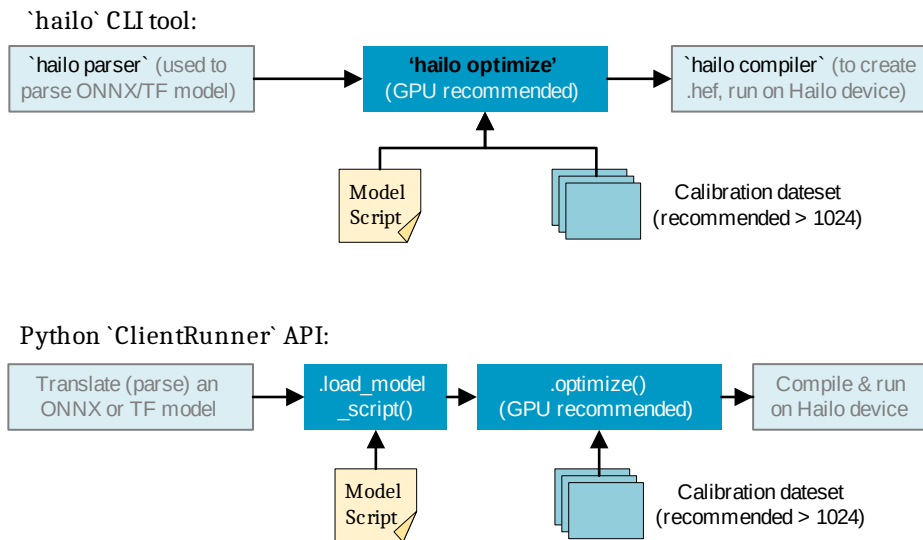 `hailo` CLI tool:
`hailo parser` (used to
parse ONNX/TF model)
‘hailo optimize’
(GPU recommended)
`hailo compiler` (to create
.hef, run on Hailo device)
Model
Script
Calibration dateset
(recommended > 1024)
Python `ClientRunner` API:
Translate (parse) an
ONNX or TF model
.load_model
_script()
.optimize()
(GPU recommended)
Compile & run
on Hailo device
Model
Script
Calibration dateset
(recommended > 1024)